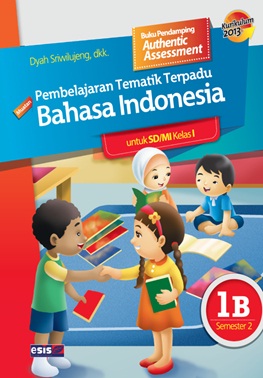 Buku Pendamping
Authentic
Assessment
Kurikulum
2013
Dyah Sriwilujeng, dkk.
Pembelajaran Tematik Terpadu
Muatan
Bahasa Indonesia
untuk SD/MI Kelas I
1B
Semester 2
esis